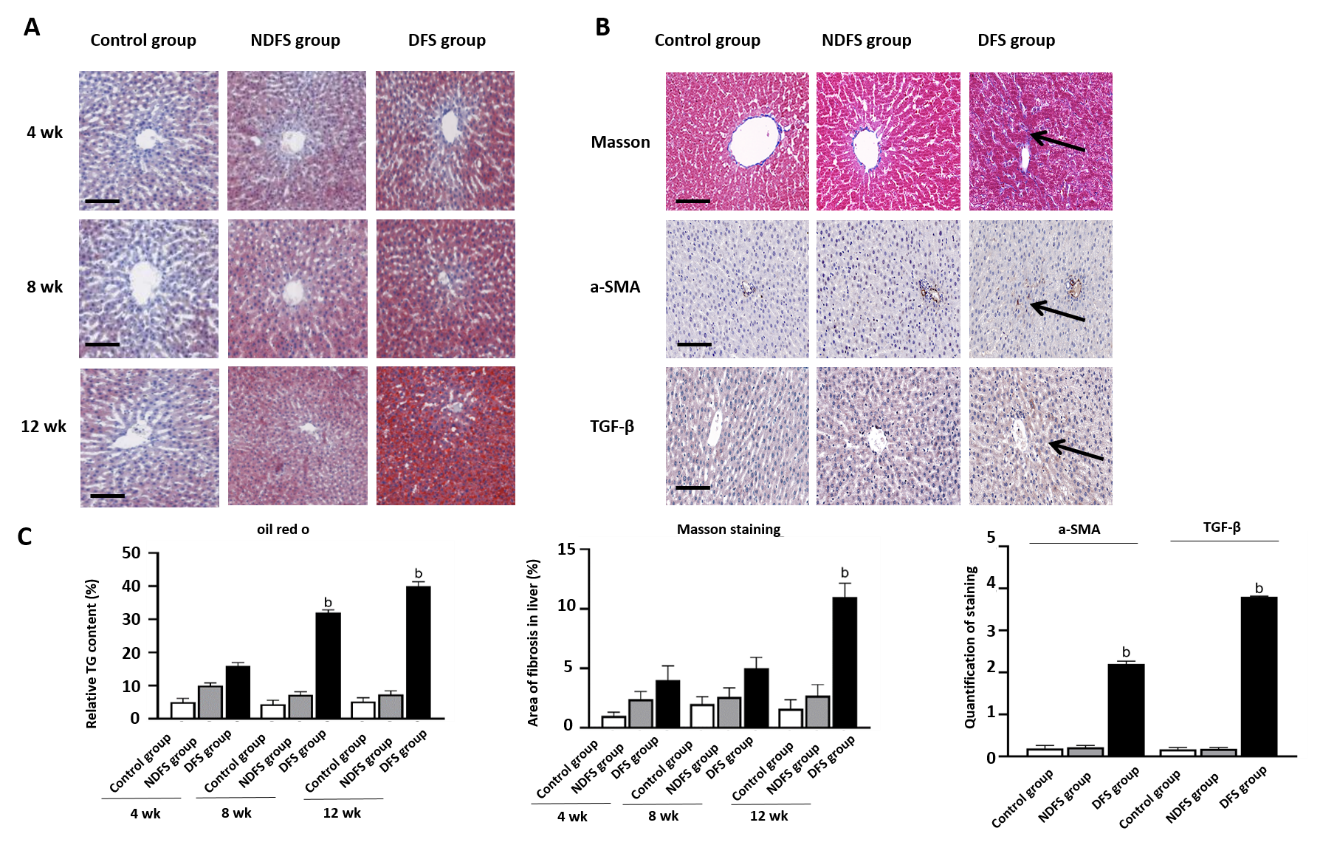 A
Control group NDFS group DFS group
4 wk
8 wk
12 wk
B
Control group NDFS group DFS group
Masson
a-SMA
TGF-β
C
oil red o
Relative TG content (%)
50
40
30
20
10
0
b
b
Control group NDFS group DFS group Control group NDFS group DFS group Control group NDFS group DFS group
4 wk 8 wk 12 wk
Masson staining
Area of fibrosis in liver (%)
15
10
5
0
b
Control group NDFS group DFS group Control group NDFS group DFS group Control group NDFS group DFS group
4 wk 8 wk 12 wk
a-SMA TGF-β
Quantification of staining
5
4
3
2
1
0
b
b
Control group NDFS group DFS group Control group NDFS group DFS group